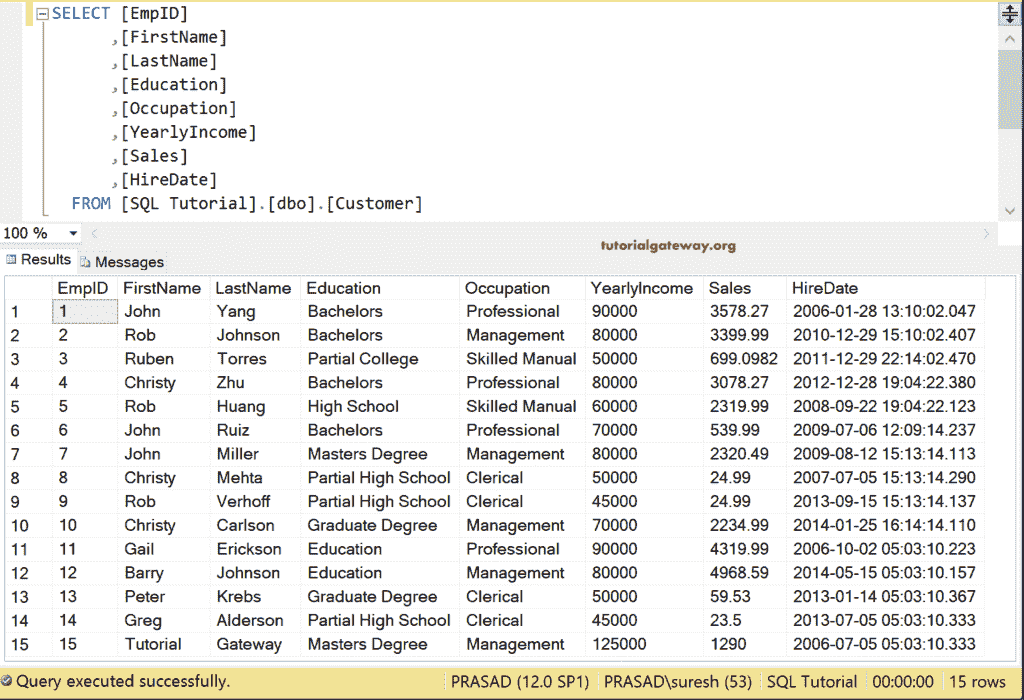 SELECT [EmpID]
,[FirstName]
,[LastName]
,[Education]
,[Occupation]
,[YearlyIncome]
,[Sales]
,[HireDate]
FROM [SQL Tutorial].[dbo].[Customer]
100 %
tutorialgateway.org
Results Messages
EmpID FirstName LastName Education Occupation YearlyIncome Sales HireDate
1 1 John Yang Bachelors Professional 90000 3578.27 2006-01-28 13:10:02.047
2 2 Rob Johnson Bachelors Management 80000 3399.99 2010-12-29 15:10:02.407
3 3 Ruben Torres Partial College Skilled Manual 50000 699.0982 2011-12-29 22:14:02.470
4 4 Christy Zhu Bachelors Professional 80000 3078.27 2012-12-28 19:04:22.380
5 5 Rob Huang High School Skilled Manual 60000 2319.99 2008-09-22 19:04:22.123
6 6 John Ruiz Bachelors Professional 70000 539.99 2009-07-06 12:09:14.237
7 7 John Miller Masters Degree Management 80000 2320.49 2009-08-12 15:13:14.113
8 8 Christy Mehta Partial High School Clerical 50000 24.99 2007-07-05 15:13:14.290
9 9 Rob Verhoff Partial High School Clerical 45000 24.99 2013-09-15 15:13:14.137
10 10 Christy Carlson Graduate Degree Management 70000 2234.99 2014-01-25 16:14:14.110
11 11 Gail Erickson Education Professional 90000 4319.99 2006-10-02 05:03:10.223
12 12 Barry Johnson Education Management 80000 4968.59 2014-05-15 05:03:10.157
13 13 Peter Krebs Graduate Degree Clerical 50000 59.53 2013-01-14 05:03:10.367
14 14 Greg Alderson Partial High School Clerical 45000 23.5 2013-07-05 05:03:10.333
15 15 Tutorial Gateway Masters Degree Management 125000 1290 2006-07-05 05:03:10.333
Query executed successfully. PRASAD (12.0 SP1) PRASAD\suresh (53) SQL Tutorial 00:00:00 15 rows